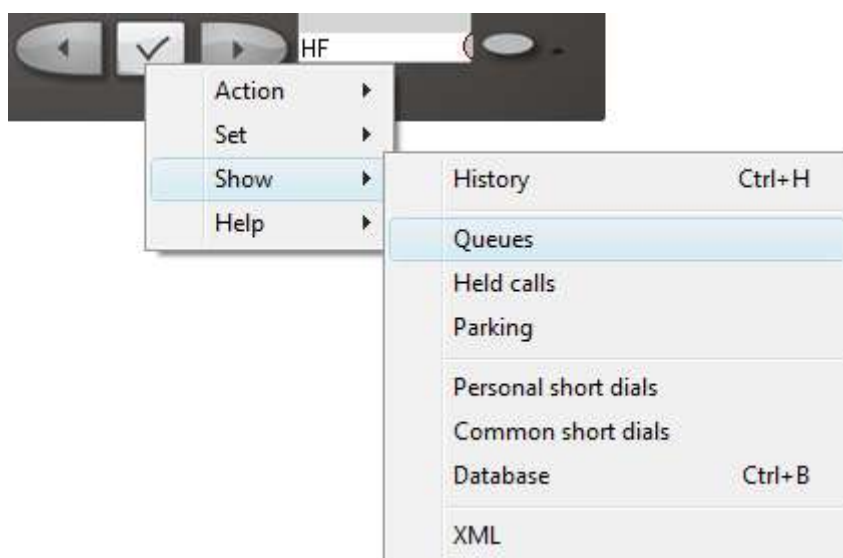 HF
Action
Set
Show
Help
History Ctrl+H
Queues
Held calls
Parking
Personal short dials
Common short dials
Database Ctrl+B
XML